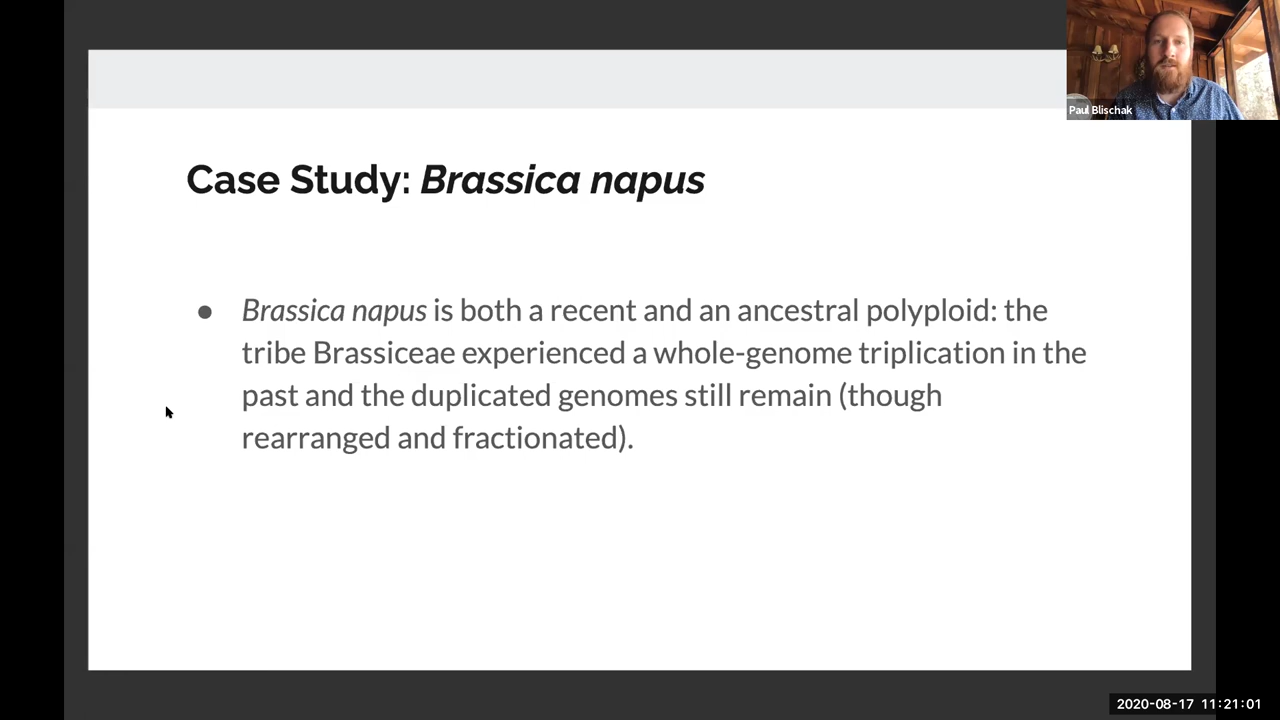 Paul Blischak
Case Study: Brassica napus
● Brassica napus is both a recent and an ancestral polyploid: the
tribe Brassiceae experienced a whole-genome triplication in the
past and the duplicated genomes still remain (though
rearranged and fractionated).
2020-08-17 11:21:01